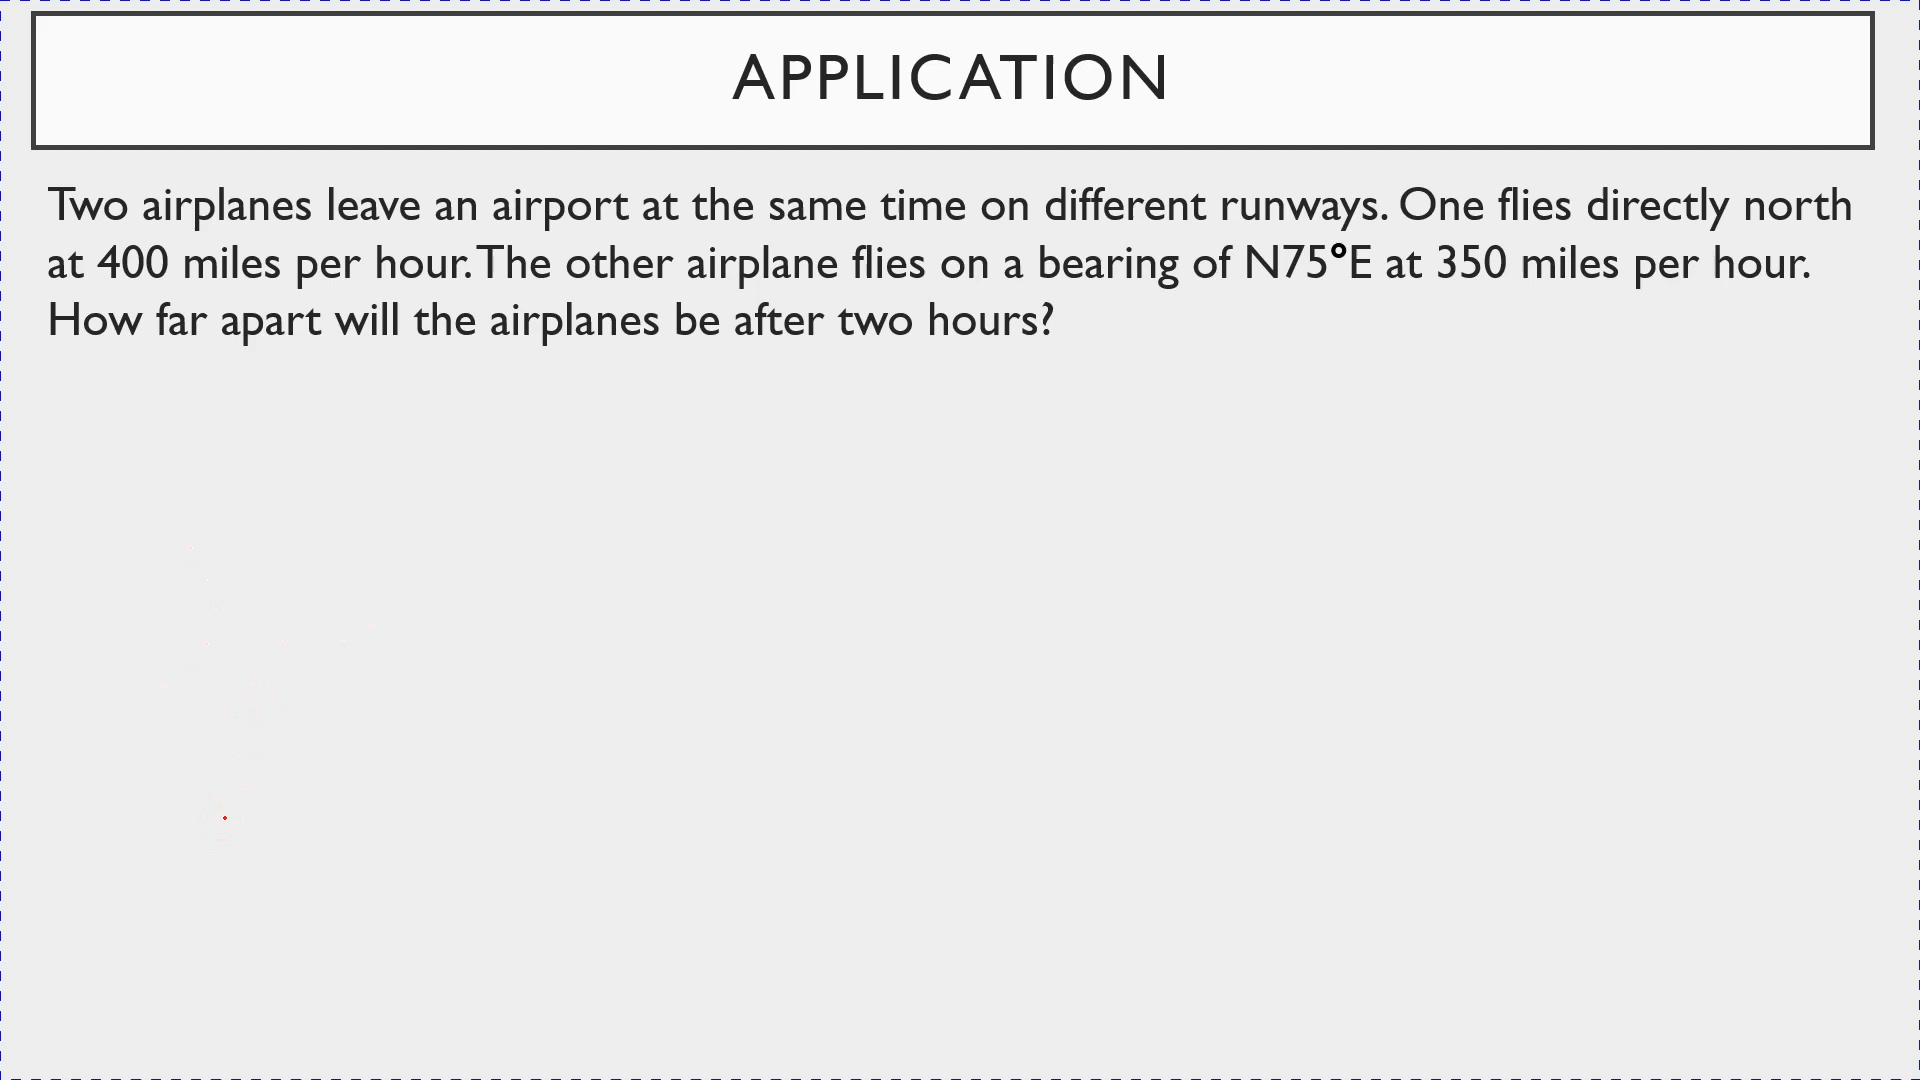 APPLICATION
Two airplanes leave an airport at the same time on different runways. One flies directly north
at 400 miles per hour. The other airplane flies on a bearing of N75°E at 350 miles per hour.
How far apart will the airplanes be after two hours?